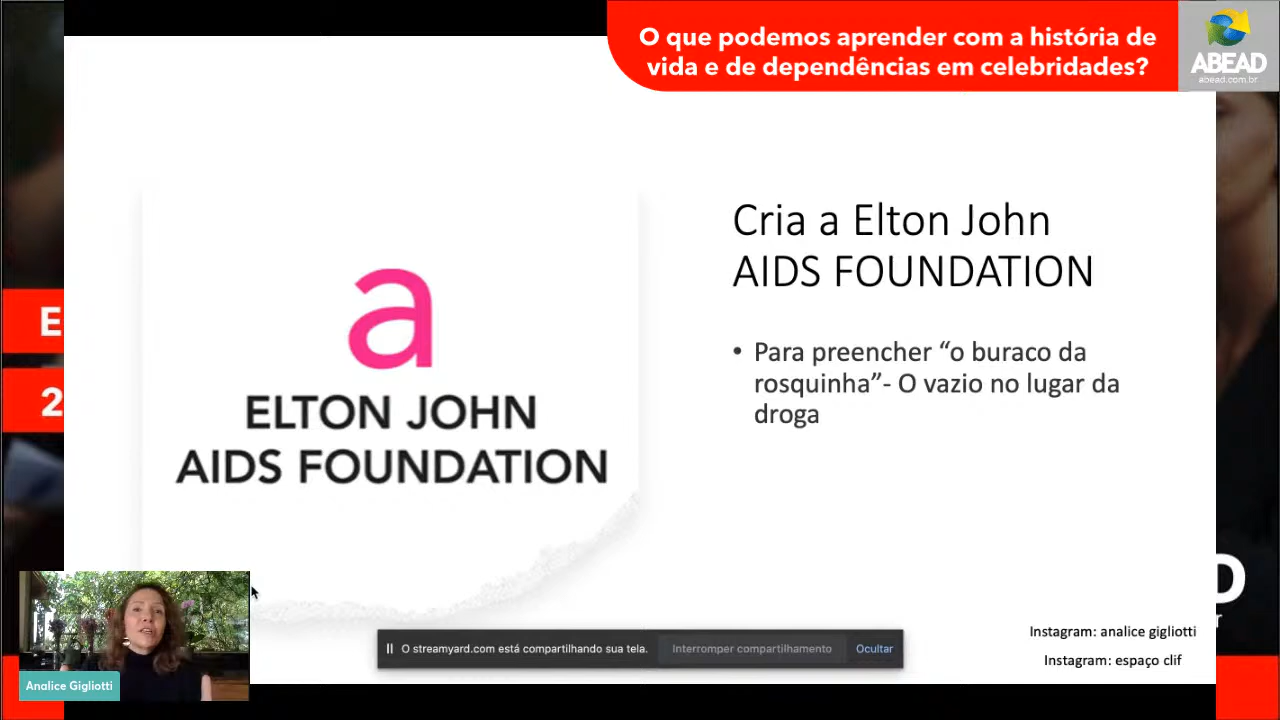 O que podemos aprender com a história de
vida e de dependências em celebridades?
ABEAD
abead.com.br
Cria a Elton John
AIDS FOUNDATION
a
ELTON JOHN
AIDS FOUNDATION
• Para preencher “o buraco da
rosquinha”- O vazio no lugar da
droga
E
2
D
r
Instagram: analice gigliotti
Instagram: espaço clif
O streamyard.com está compartilhando sua tela.
Interromper compartilhamento
Ocultar
Analice Gigliotti